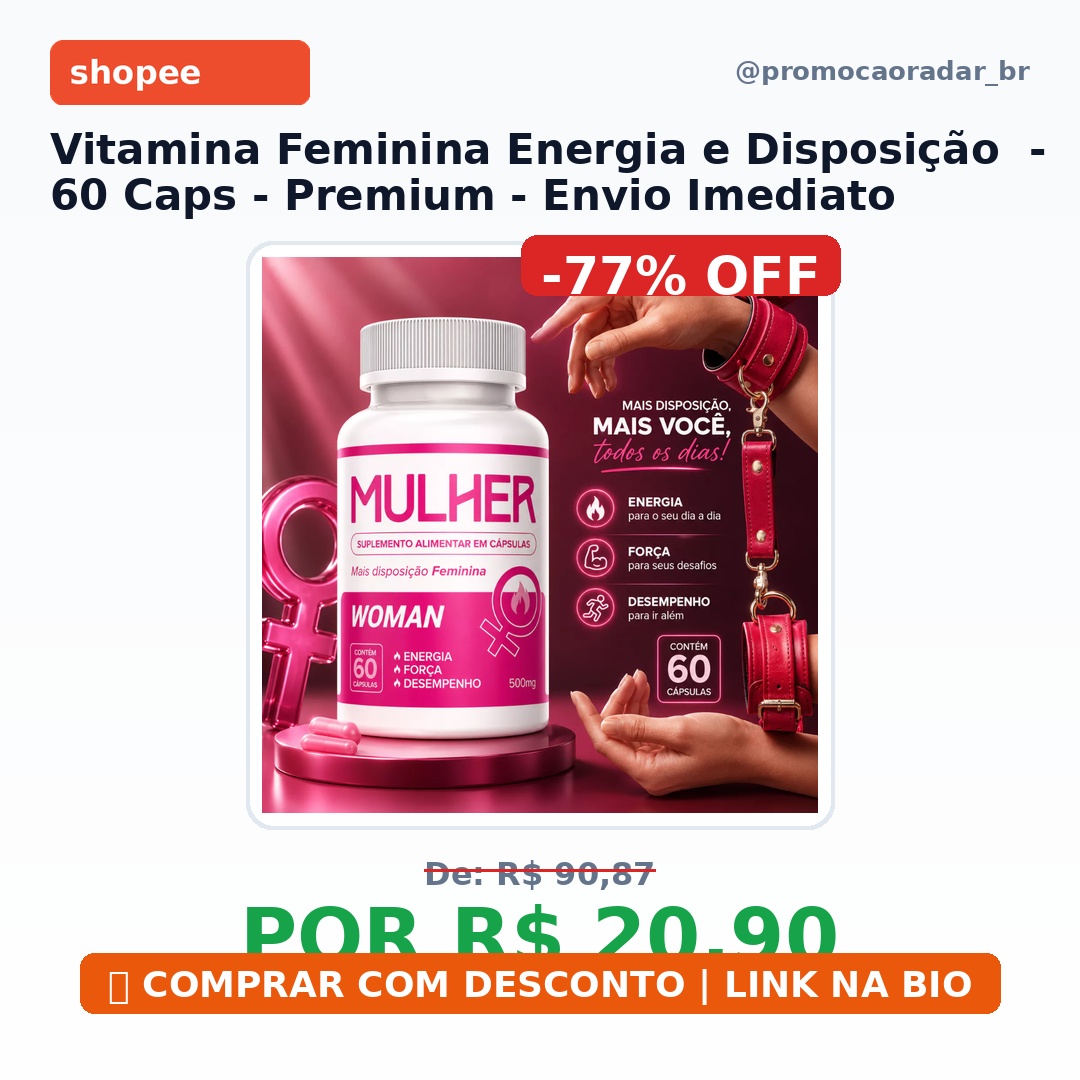 shopee
@promocaoradar_br
Vitamina Feminina Energia e Disposição -
60 Caps - Premium - Envio Imediato
-77% OFF
MULHER
SUPLEMENTO ALIMENTAR EM CÁPSULAS
Mais disposição Feminina
WOMAN
CONTÉM
60
CÁPSULAS
ENERGIA
FORÇA
DESEMPENHO
500mg
MAIS DISPOSIÇÃO,
MAIS VOCÊ,
todos os dias!
ENERGIA
para o seu dia a dia
FORÇA
para seus desafios
DESEMPENHO
para ir além
CONTÉM
60
CÁPSULAS
De: R$ 90,87
POR R$ 20,90
COMPRAR COM DESCONTO | LINK NA BIO